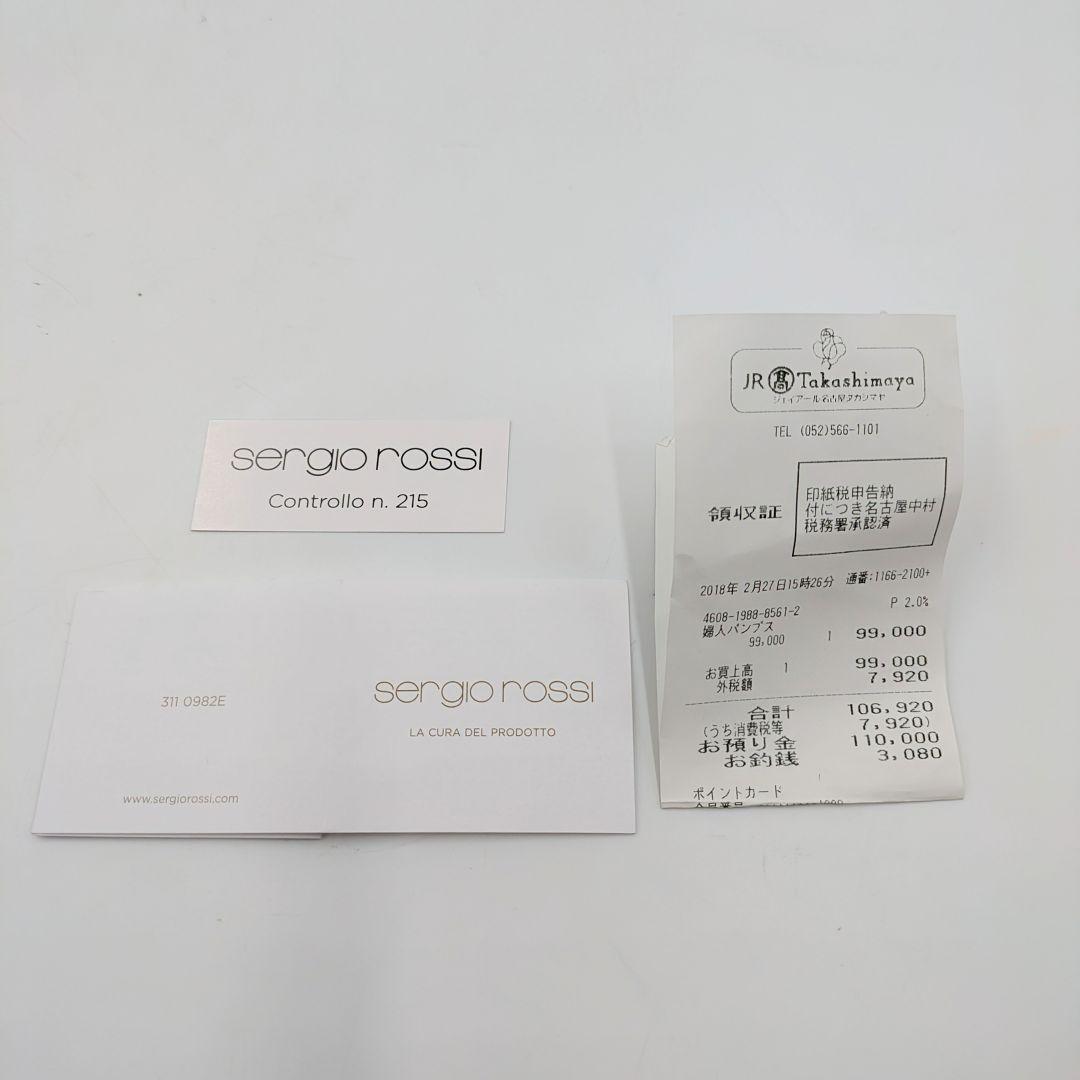 sergio rossi
Controllo n. 215
311 0982E
www.sergiorossi.com
sergio rossi
LA CURA DEL PRODOTTO
JR 髙 Takashimaya
ジェイアール名古屋タカシマヤ
TEL (052)566-1101
領収証
印紙税申告納
付につき名古屋中村
税務署承認済
2018年 2月27日15時26分 通番:1166-2100+
4608-1988-8561-2 P 2.0%
婦人パンプス
99,000 1 99,000
お買上高 1 99,000
外税額 7,920
合計 106,920
(うち消費税等 7,920)
お預り金 110,000
お釣銭 3,080
ポイントカード